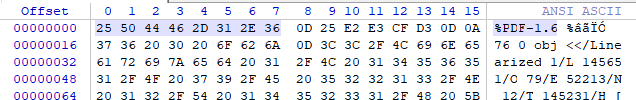 Offset 0 1 2 3 4 5 6 7 8 9 10 11 12 13 14 15 ANSI ASCII
00000000 25 50 44 46 2D 31 2E 36 0D 25 E2 E3 CF D3 0D 0A %PDF-1.6 %âãÏÓ
00000016 37 36 20 30 20 6F 62 6A 0D 3C 3C 2F 4C 69 6E 65 76 0 obj <</Line
00000032 61 72 69 7A 65 64 20 31 2F 4C 20 31 34 35 36 35 arized 1/L 14565
00000048 31 2F 4F 20 37 39 2F 45 20 35 32 32 31 33 2F 4E 1/O 79/E 52213/N
00000064 20 31 32 2F 54 20 31 34 35 32 33 31 2F 48 20 5B 12/T 145231/H [